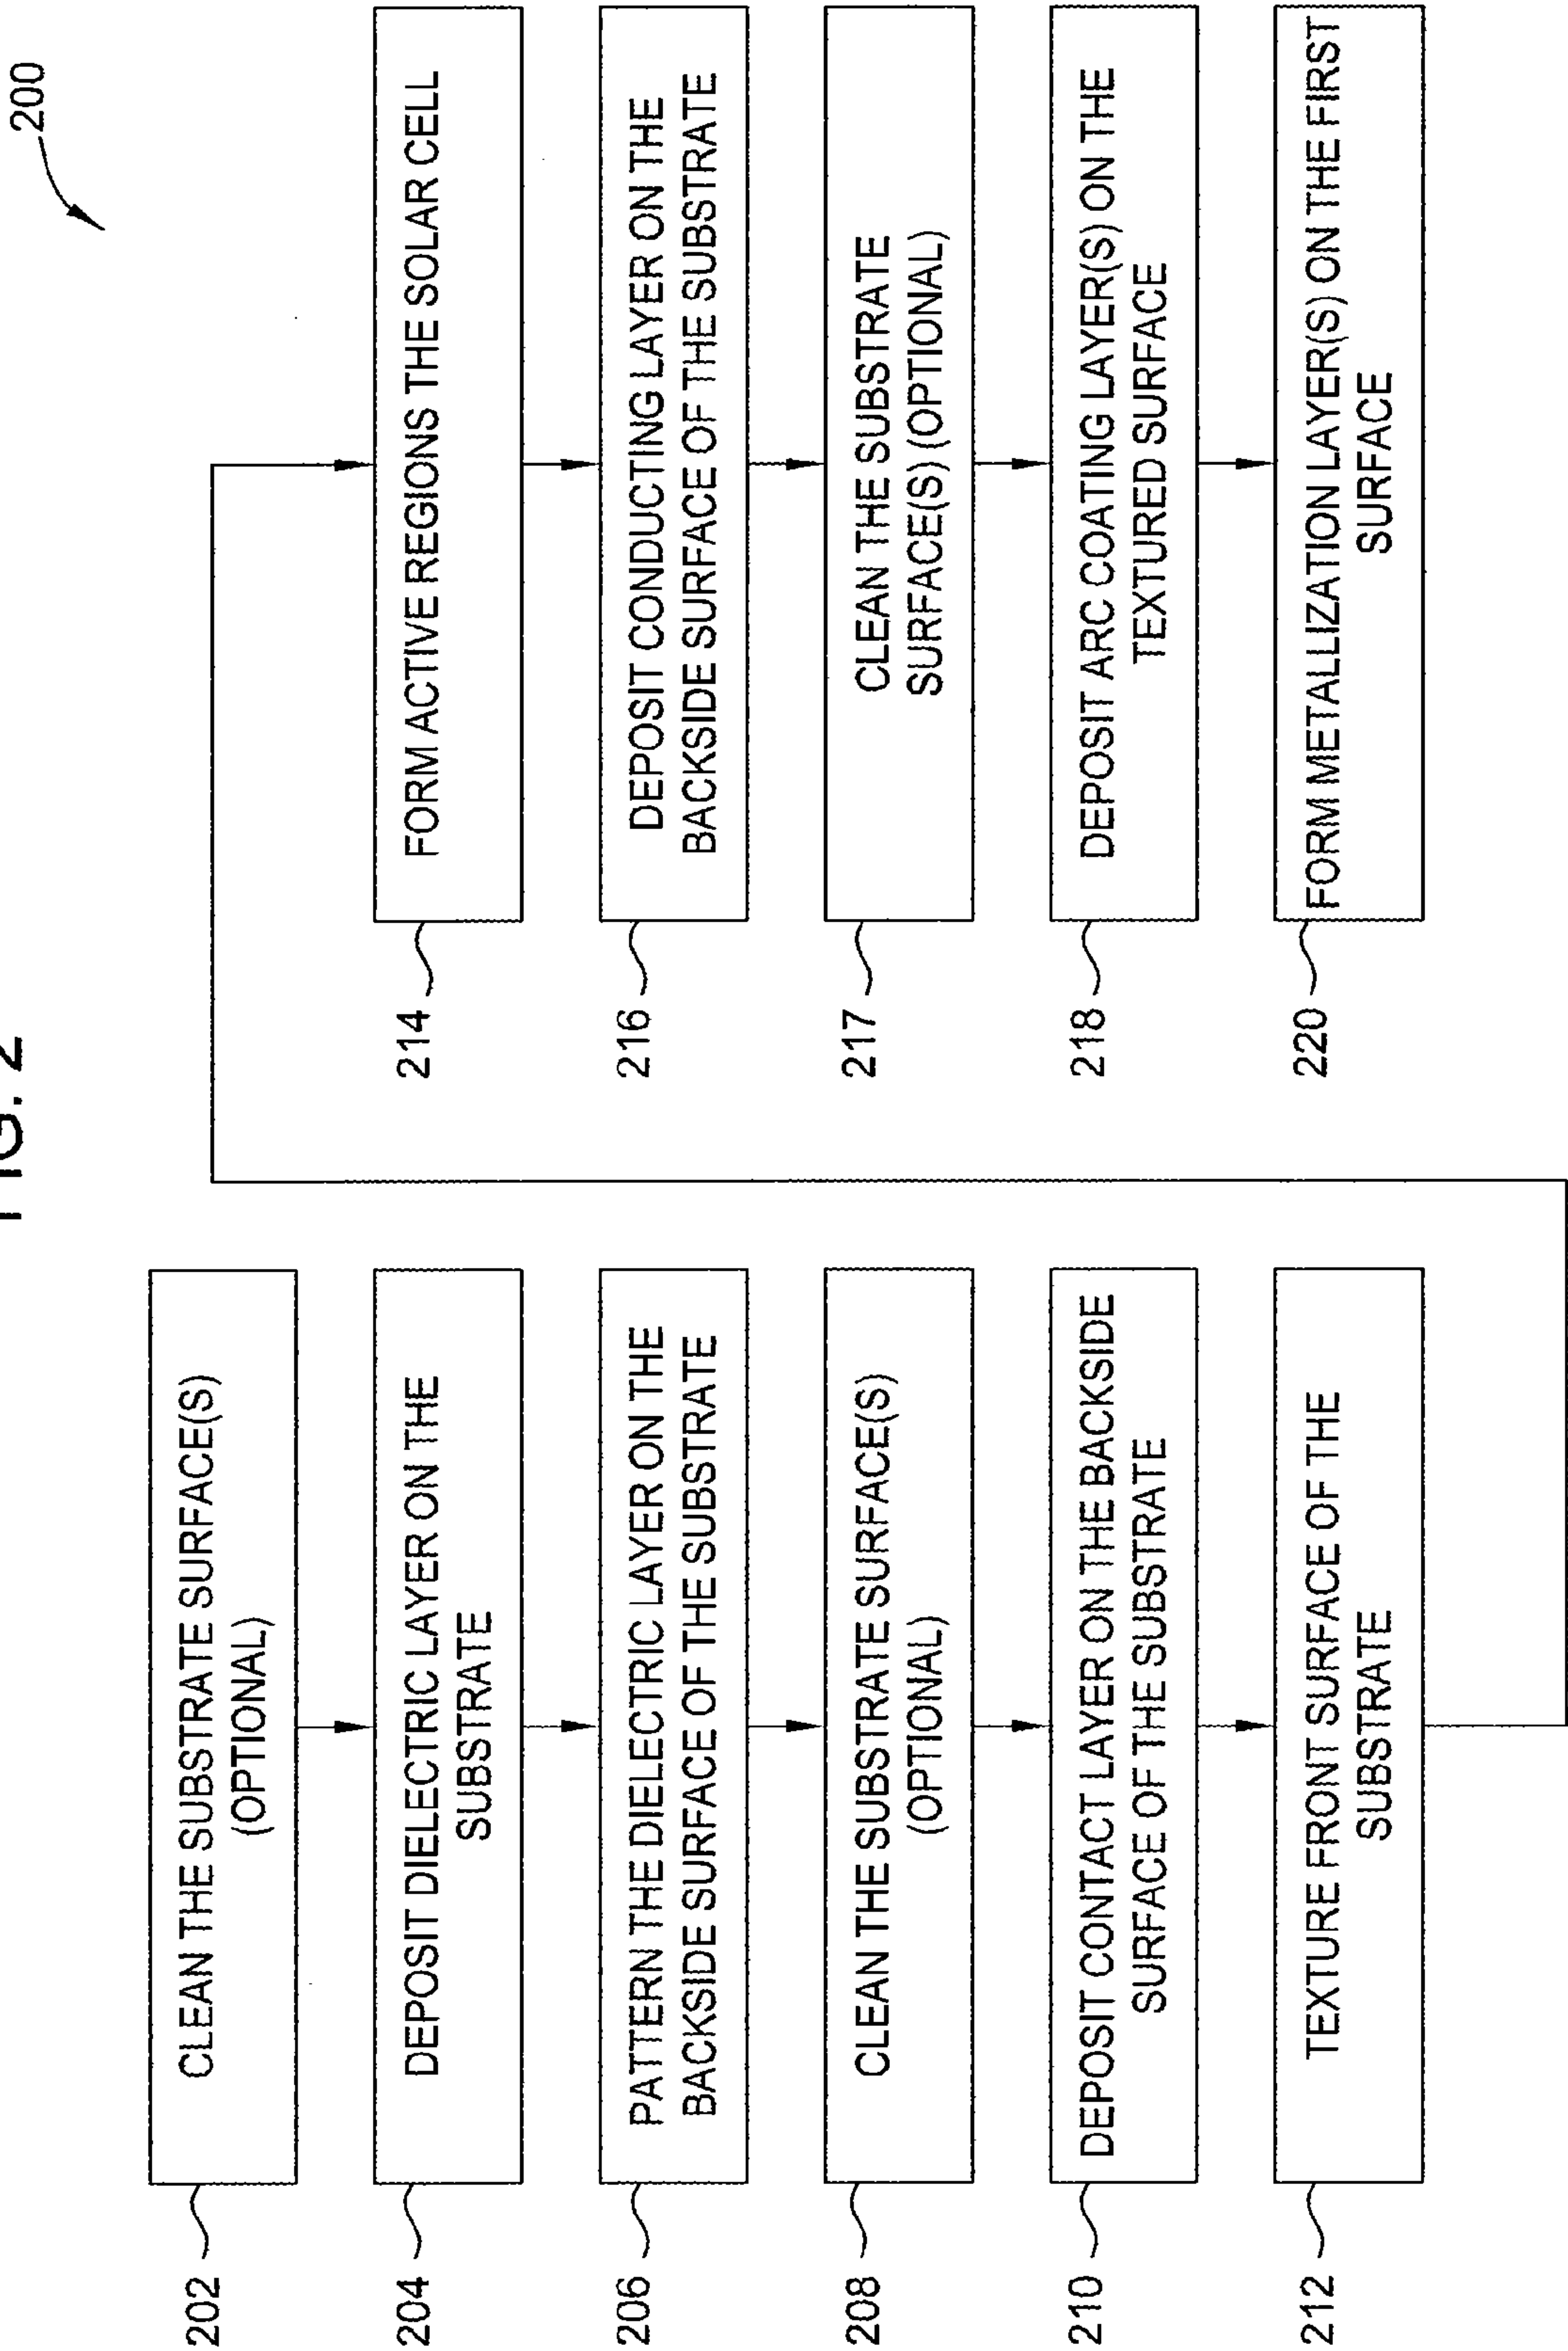 FIG. 2
200
202
CLEAN THE SUBSTRATE SURFACE(S)
(OPTIONAL)
204
DEPOSIT DIELECTRIC LAYER ON THE
SUBSTRATE
206
PATTERN THE DIELECTRIC LAYER ON THE
BACKSIDE SURFACE OF THE SUBSTRATE
208
CLEAN THE SUBSTRATE SURFACE(S)
(OPTIONAL)
210
DEPOSIT CONTACT LAYER ON THE BACKSIDE
SURFACE OF THE SUBSTRATE
212
TEXTURE FRONT SURFACE OF THE
SUBSTRATE
214
FORM ACTIVE REGIONS THE SOLAR CELL
216
DEPOSIT CONDUCTING LAYER ON THE
BACKSIDE SURFACE OF THE SUBSTRATE
217
CLEAN THE SUBSTRATE
SURFACE(S) (OPTIONAL)
218
DEPOSIT ARC COATING LAYER(S) ON THE
TEXTURED SURFACE
220
FORM METALLIZATION LAYER(S) ON THE FIRST
SURFACE